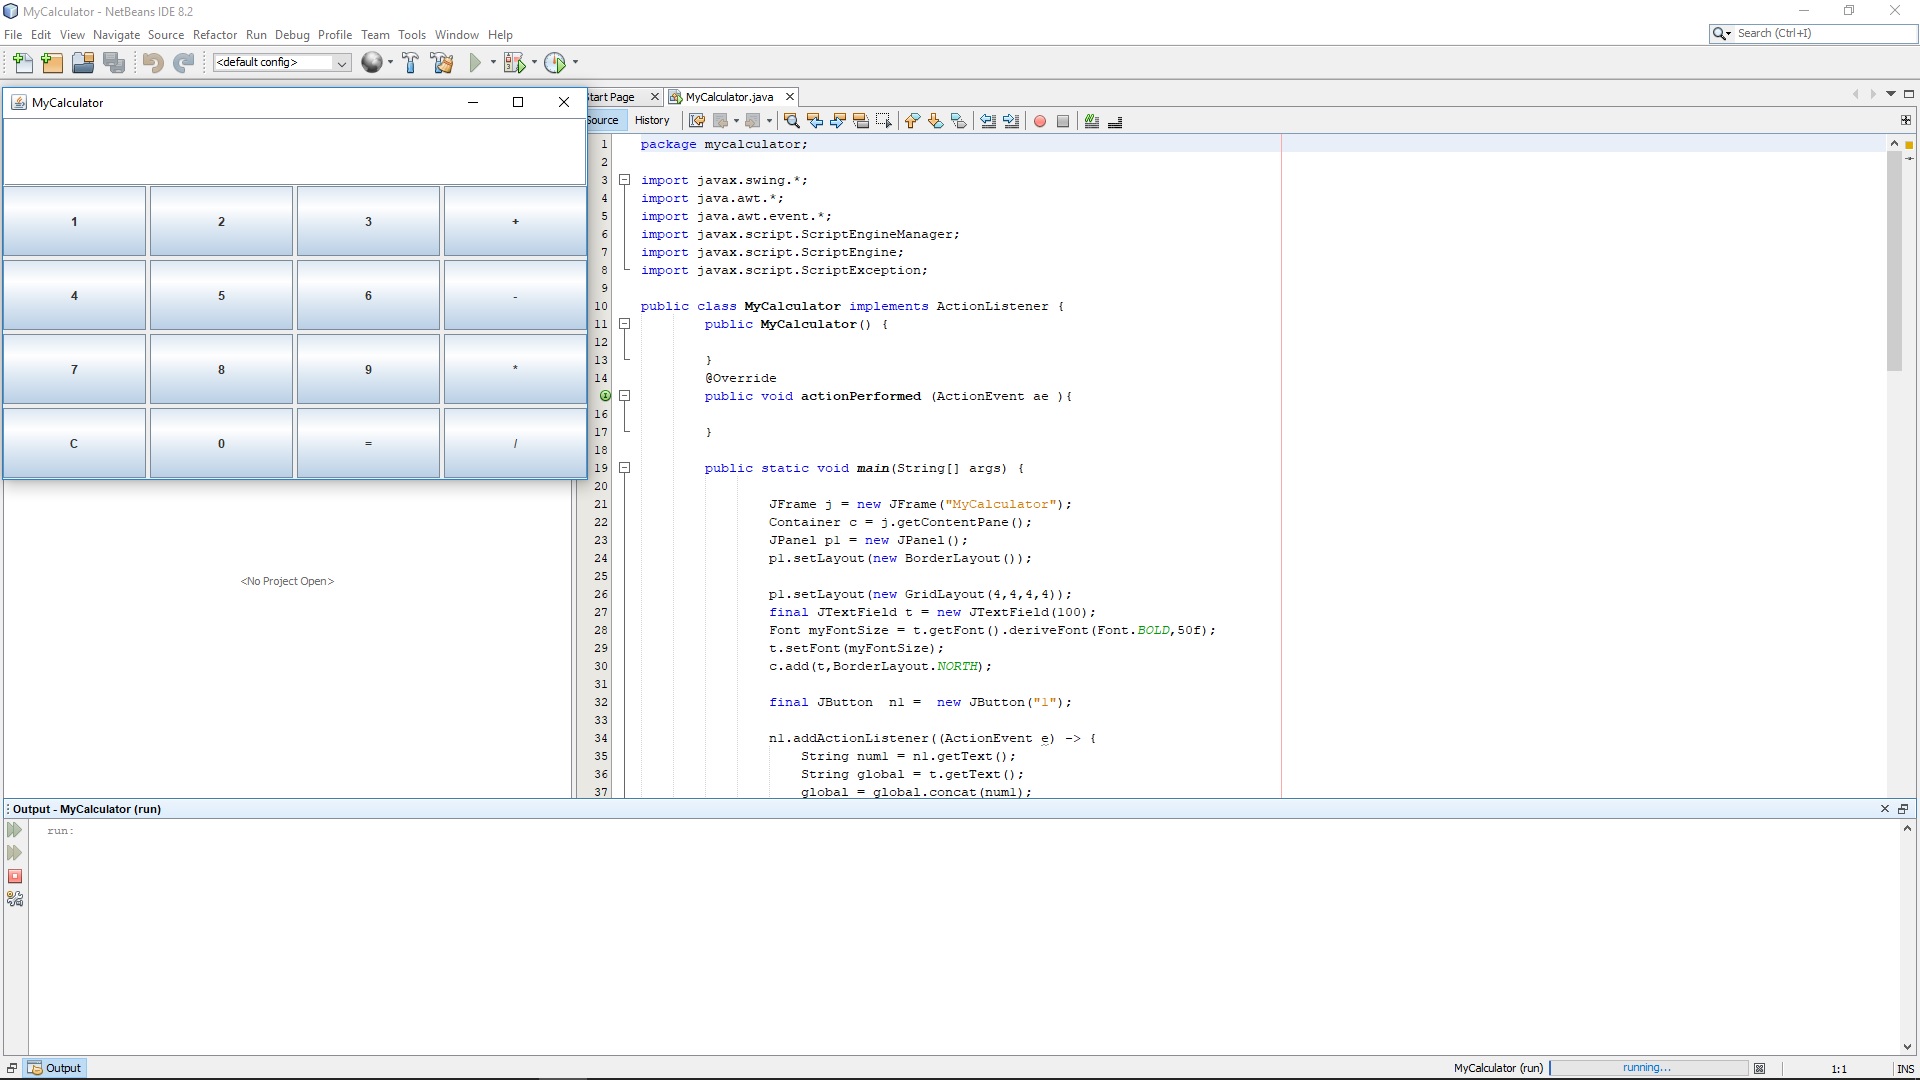 MyCalculator - NetBeans IDE 8.2
File Edit View Navigate Source Refactor Run Debug Profile Team Tools Window Help
Search (Ctrl+I)
<default config>
MyCalculator
1 2 3 +
4 5 6 -
7 8 9 *
C 0 = /
<No Project Open>
tart Page MyCalculator.java
ource History
1 package mycalculator;
2
3 import javax.swing.*;
4 import java.awt.*;
5 import java.awt.event.*;
6 import javax.script.ScriptEngineManager;
7 import javax.script.ScriptEngine;
8 import javax.script.ScriptException;
9
10 public class MyCalculator implements ActionListener {
11 public MyCalculator() {
12
13 }
14 @Override
public void actionPerformed (ActionEvent ae ){
16
17 }
18
19 public static void main(String[] args) {
20
21 JFrame j = new JFrame("MyCalculator");
22 Container c = j.getContentPane();
23 JPanel p1 = new JPanel();
24 p1.setLayout(new BorderLayout());
25
26 p1.setLayout(new GridLayout(4,4,4,4));
27 final JTextField t = new JTextField(100);
28 Font myFontSize = t.getFont().deriveFont(Font.BOLD,50f);
29 t.setFont(myFontSize);
30 c.add(t,BorderLayout.NORTH);
31
32 final JButton n1 = new JButton("1");
33
34 n1.addActionListener((ActionEvent e) -> {
35 String num1 = n1.getText();
36 String global = t.getText();
37 global = global.concat(num1);
Output - MyCalculator (run)
run:
Output
MyCalculator (run) running... 1:1 INS